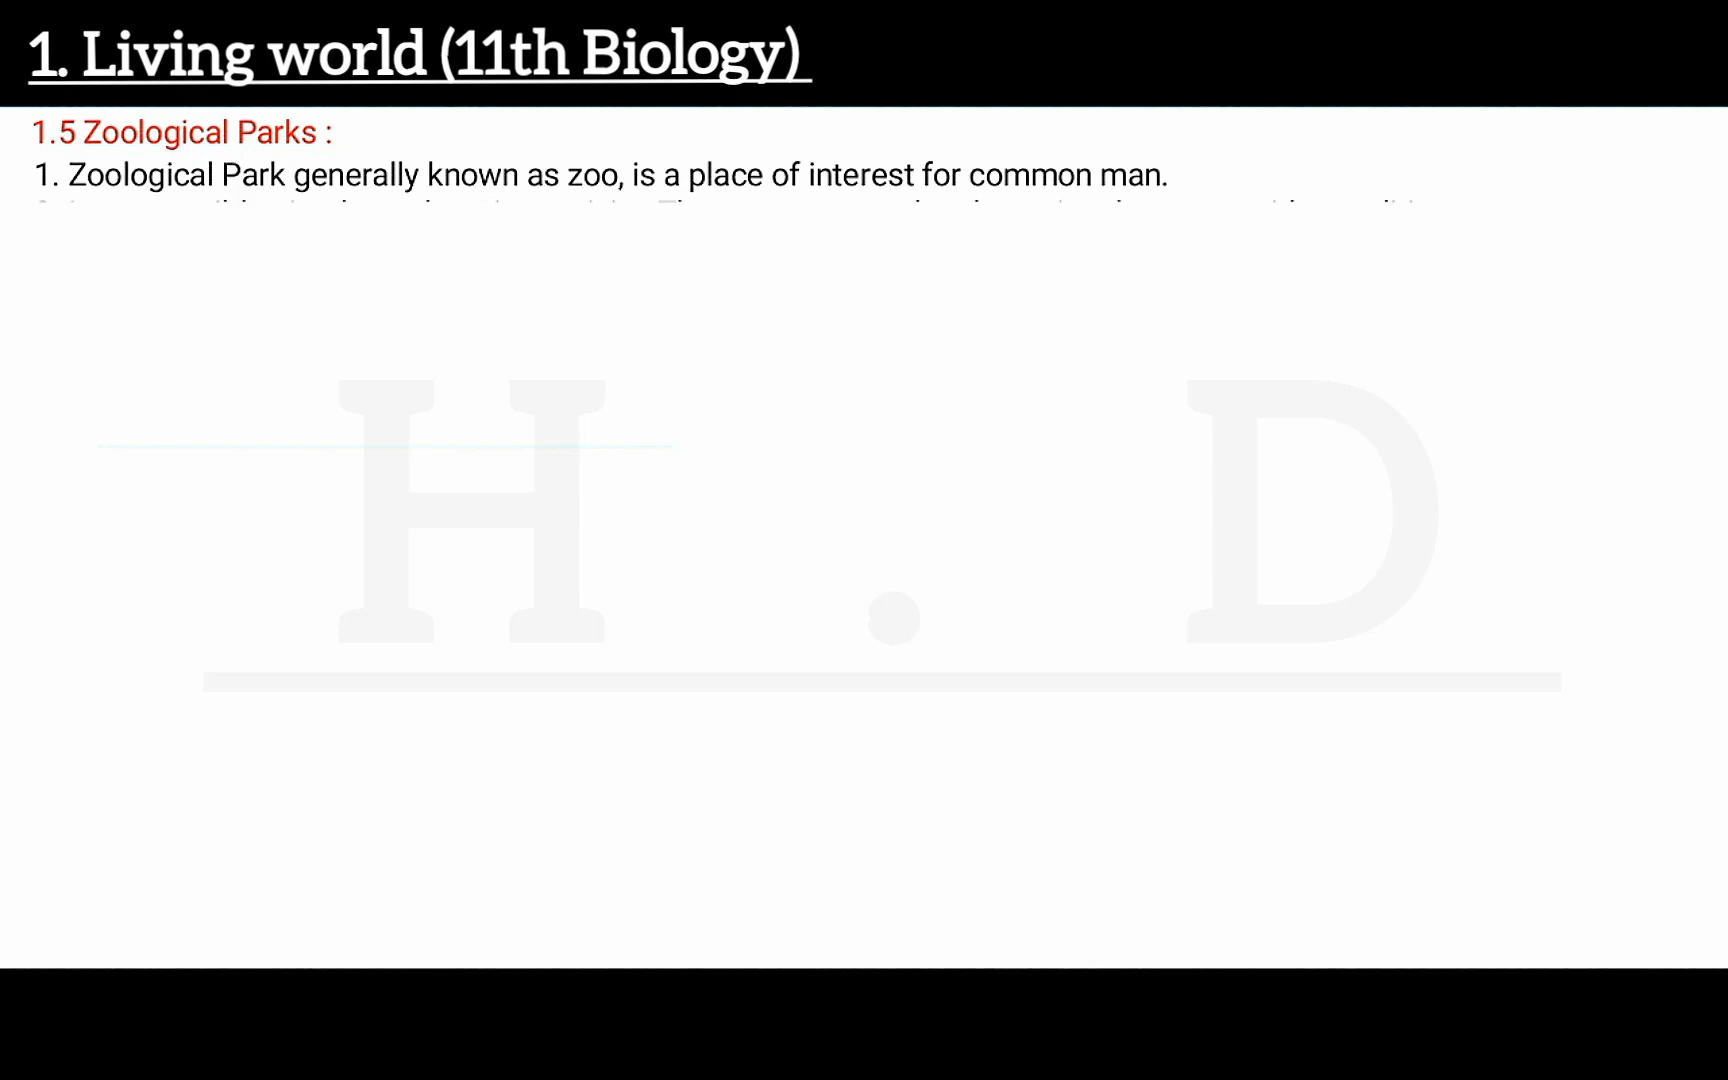 1. Living world (11th Biology)
1.5 Zoological Parks :
1. Zoological Park generally known as zoo, is a place of interest for common man.
H . D